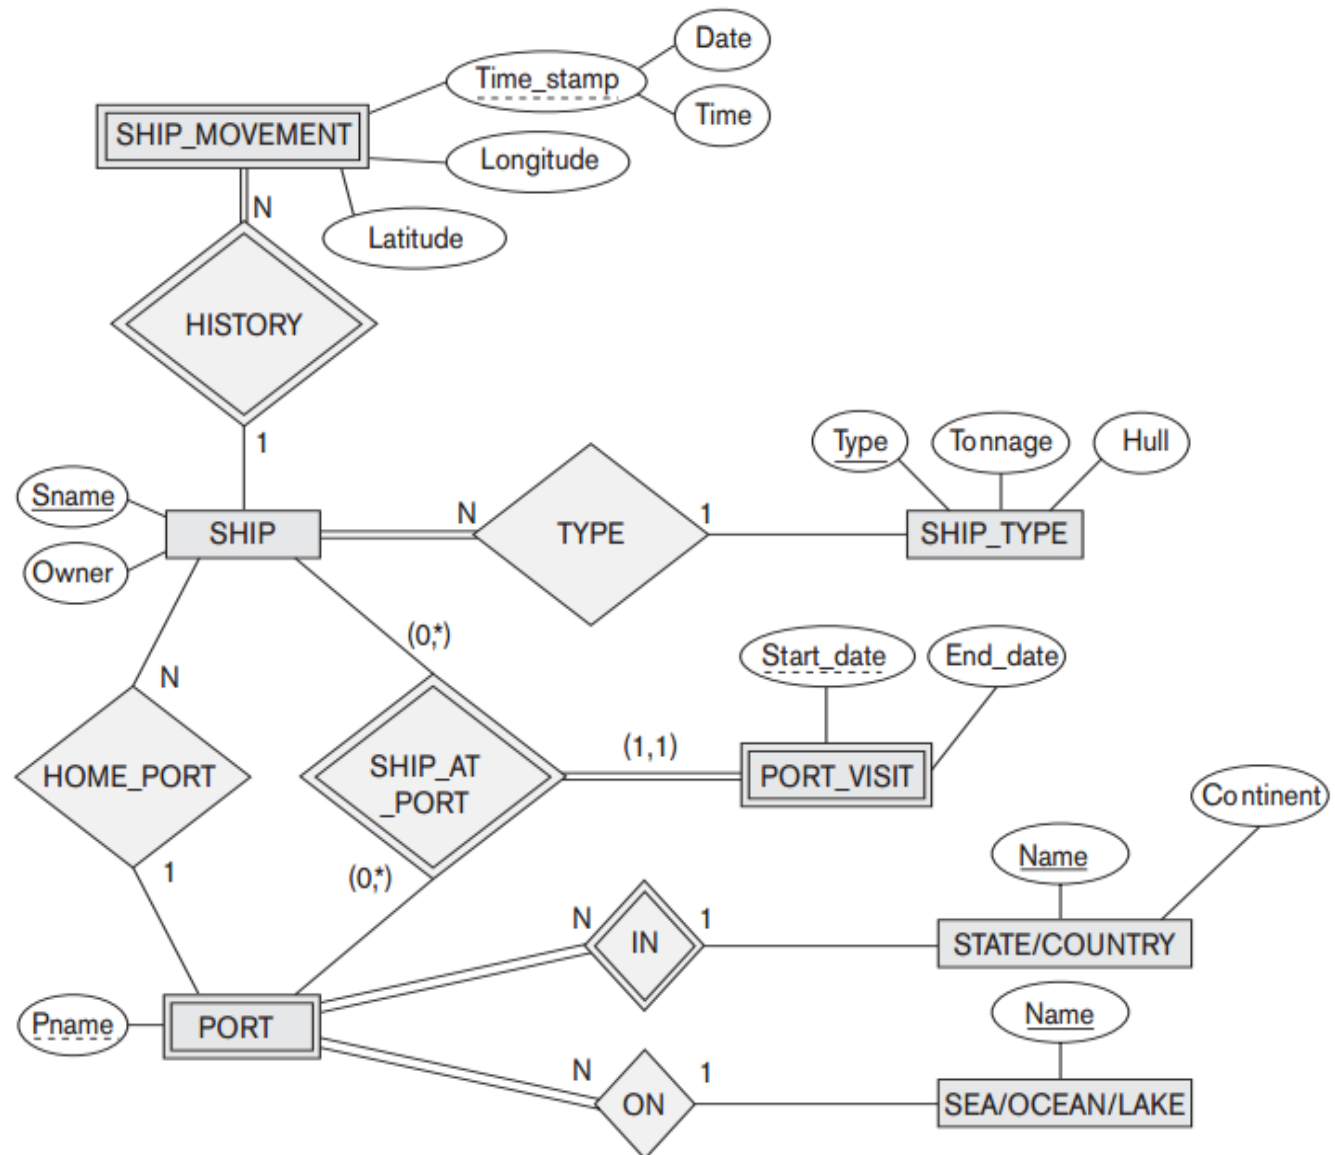 Date
Time_stamp
Time
SHIP_MOVEMENT
Longitude
N
Latitude
HISTORY
1
Type
Tonnage
Hull
Sname
N
1
SHIP
TYPE
SHIP_TYPE
Owner
(0,*)
Start_date
End_date
N
(1,1)
HOME_PORT
SHIP_AT
_PORT
PORT_VISIT
Continent
1
(0,*)
Name
N
1
IN
STATE/COUNTRY
Pname
PORT
Name
N
1
ON
SEA/OCEAN/LAKE